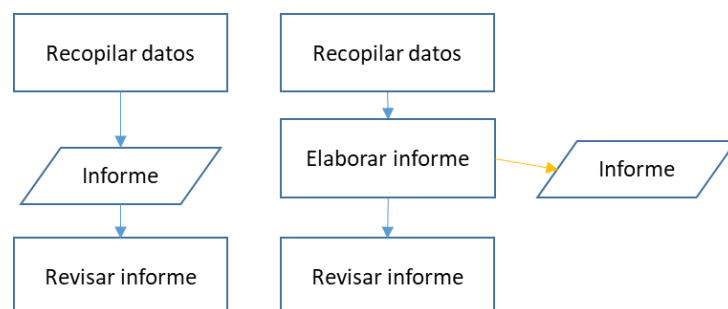 Recopilar datos
Informe
Revisar informe
Recopilar datos
Elaborar informe
Informe
Revisar informe